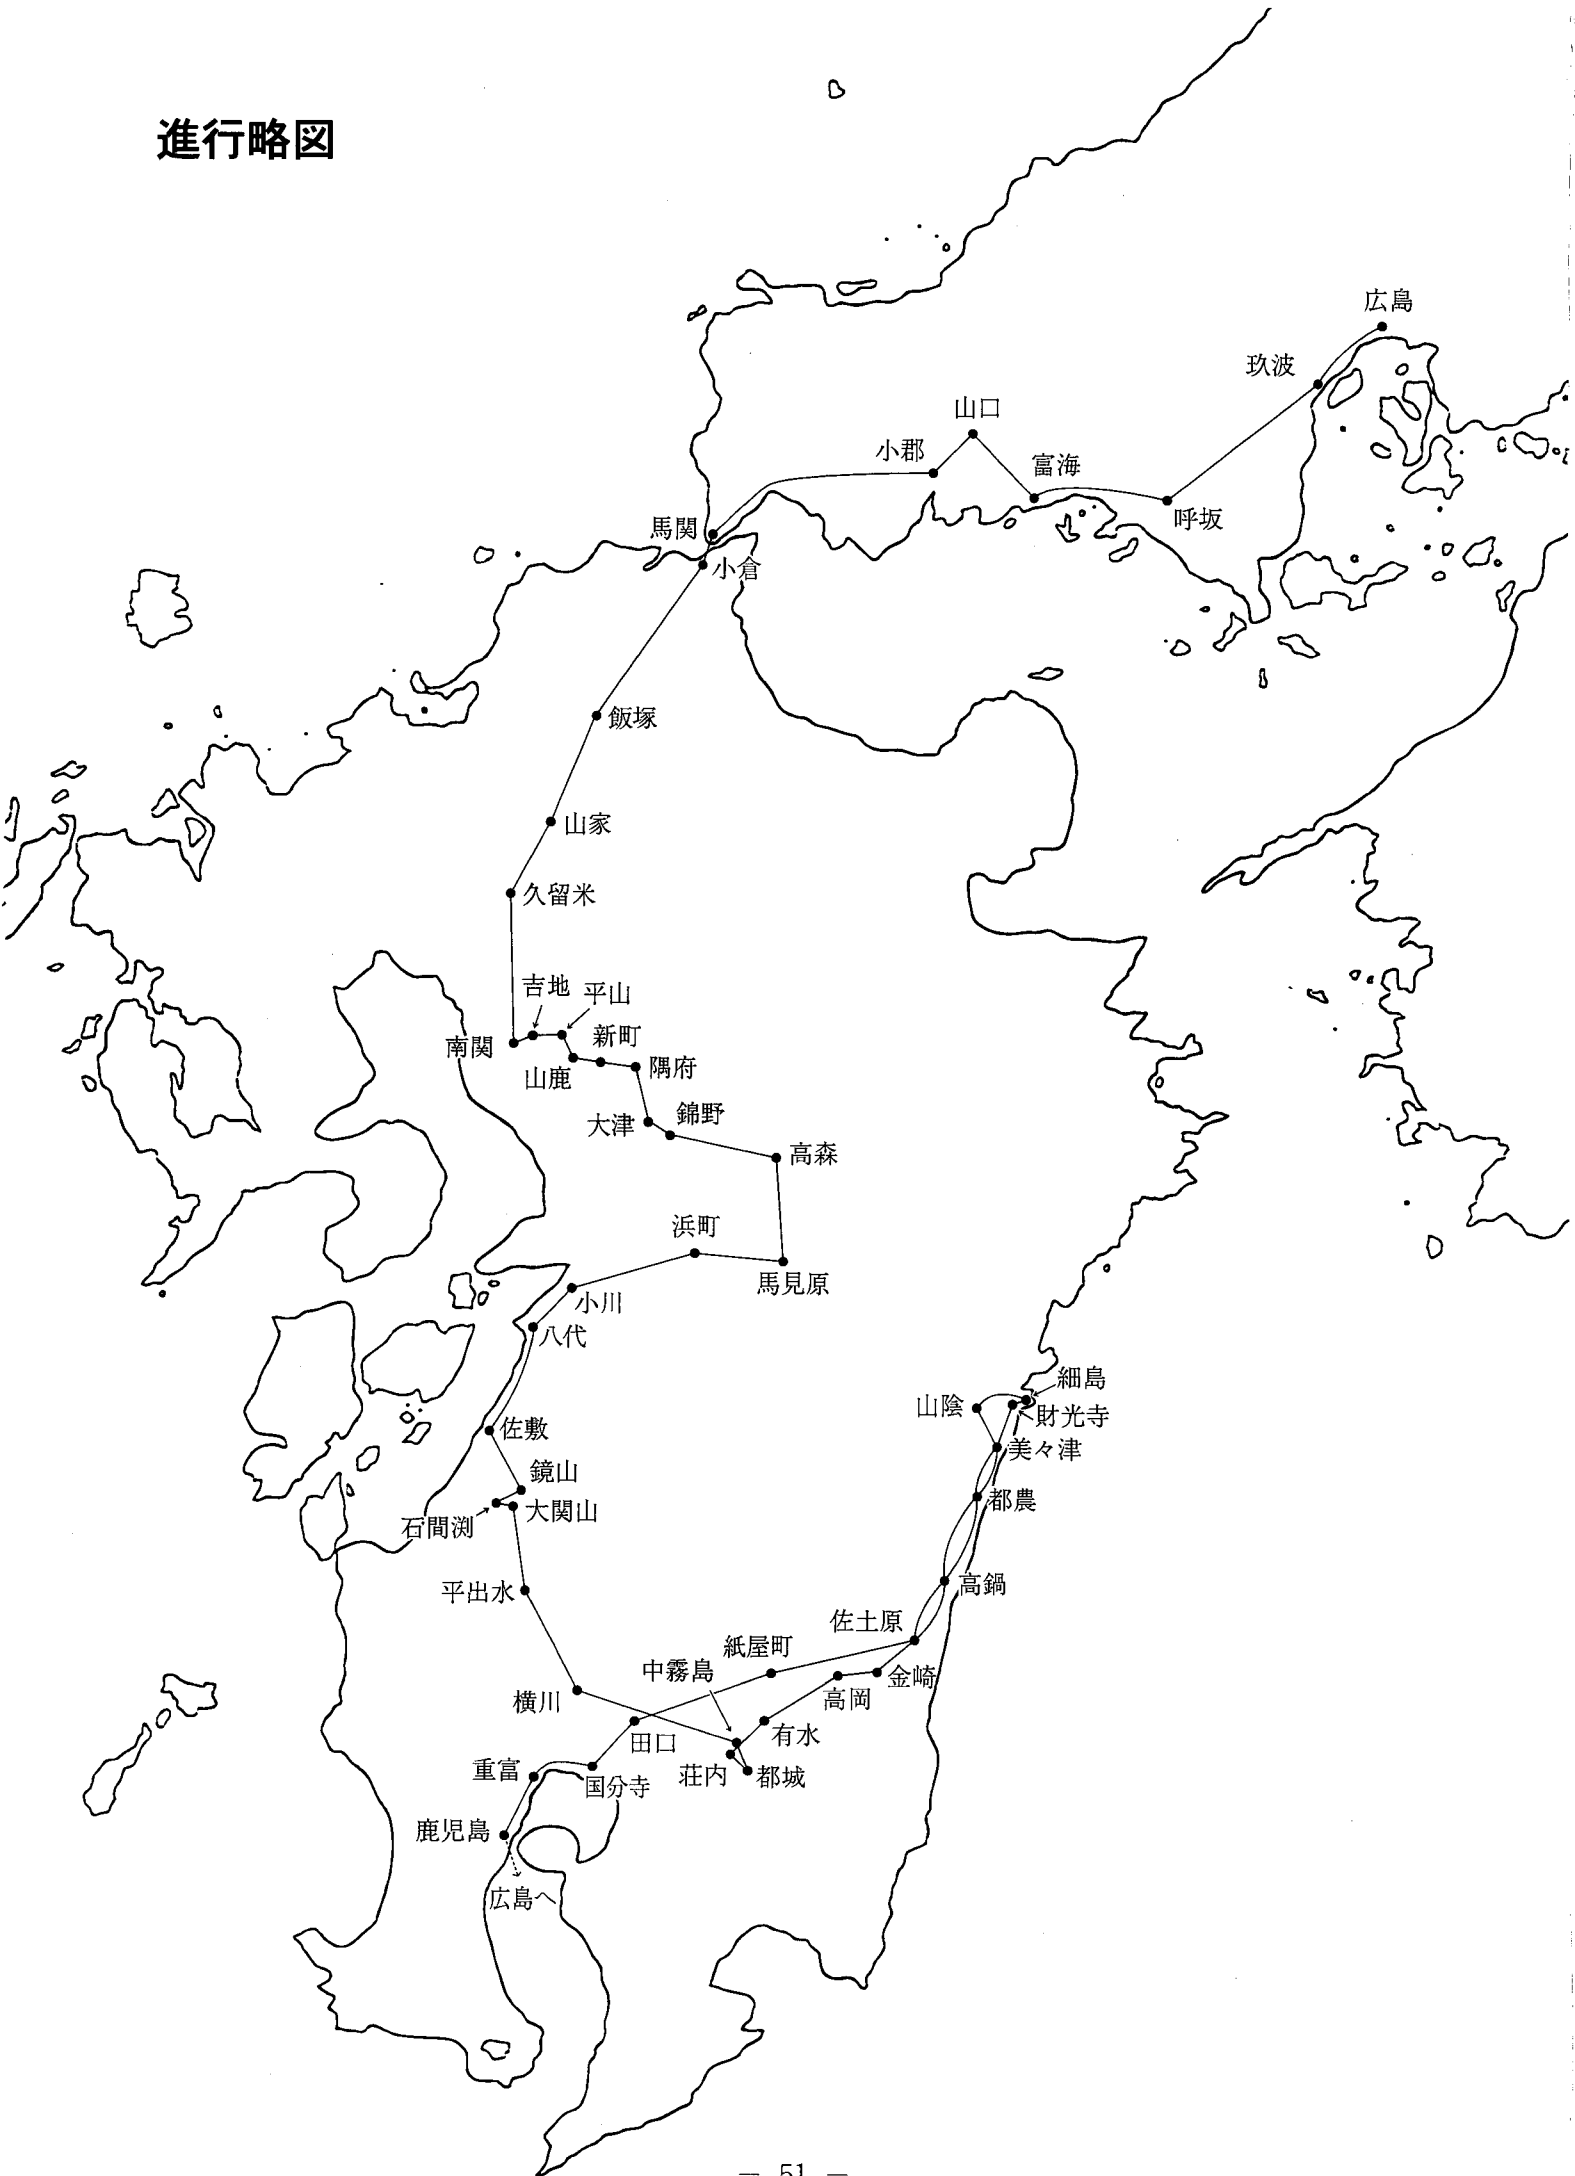 進行略図
広島
玖波
山口
小郡
富海
呼坂
馬関
小倉
飯塚
山家
久留米
吉地
平山
新町
南関
山鹿
隈府
大津
錦野
高森
浜町
馬見原
小川
八代
細島
山陰
財光寺
美々津
佐敷
鏡山
大関山
石間渕
都農
平出水
高鍋
佐土原
紙屋町
中霧島
金崎
横川
高岡
田口
有水
重富
国分寺
荘内
都城
鹿児島
広島へ
— 51 —